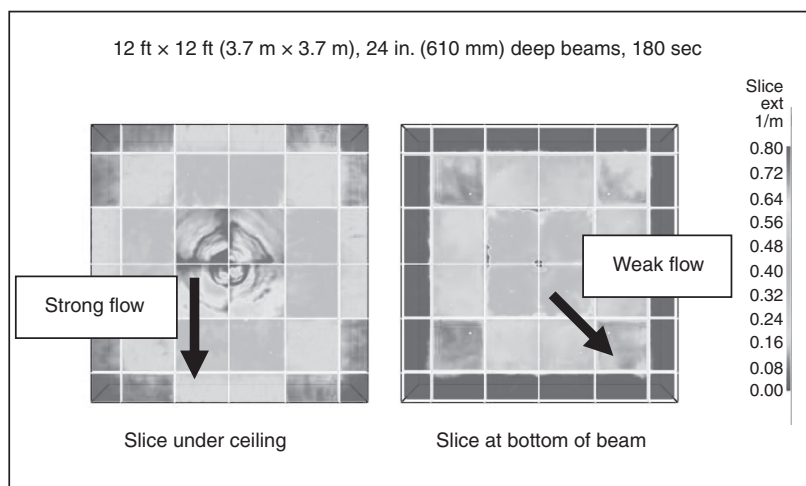 12 ft × 12 ft (3.7 m × 3.7 m), 24 in. (610 mm) deep beams, 180 sec
Slice
ext
1/m
0.80
0.72
0.64
0.56
0.48
0.40
0.32
0.24
0.16
0.08
0.00
Strong flow
Weak flow
Slice under ceiling
Slice at bottom of beam